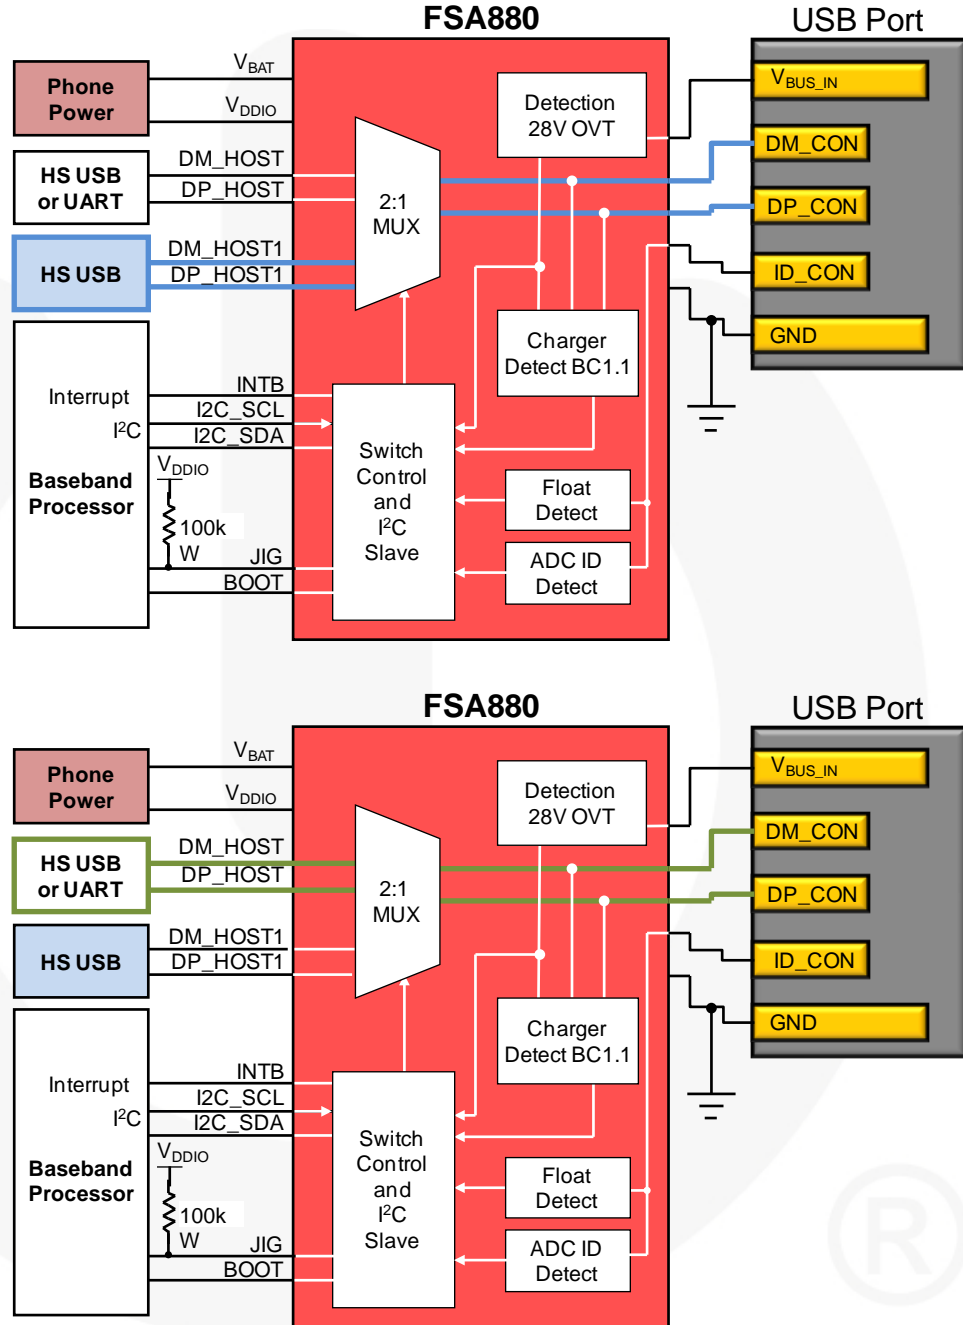 FSA880
USB Port
Phone
Power
VBAT
VDDIO
HS USB
or UART
DM_HOST
DP_HOST
HS USB
DM_HOST1
DP_HOST1
2:1
MUX
Detection
28V OVT
VBUS_IN
DM_CON
DP_CON
ID_CON
GND
Charger
Detect BC1.1
Interrupt
I²C
Baseband
Processor
INTB
I2C_SCL
I2C_SDA
VDDIO
100k
W
JIG
BOOT
Switch
Control
and
I²C
Slave
Float
Detect
ADC ID
Detect
FSA880
USB Port
Phone
Power
VBAT
VDDIO
HS USB
or UART
DM_HOST
DP_HOST
HS USB
DM_HOST1
DP_HOST1
2:1
MUX
Detection
28V OVT
VBUS_IN
DM_CON
DP_CON
ID_CON
GND
Charger
Detect BC1.1
Interrupt
I²C
Baseband
Processor
INTB
I2C_SCL
I2C_SDA
VDDIO
100k
W
JIG
BOOT
Switch
Control
and
I²C
Slave
Float
Detect
ADC ID
Detect
®